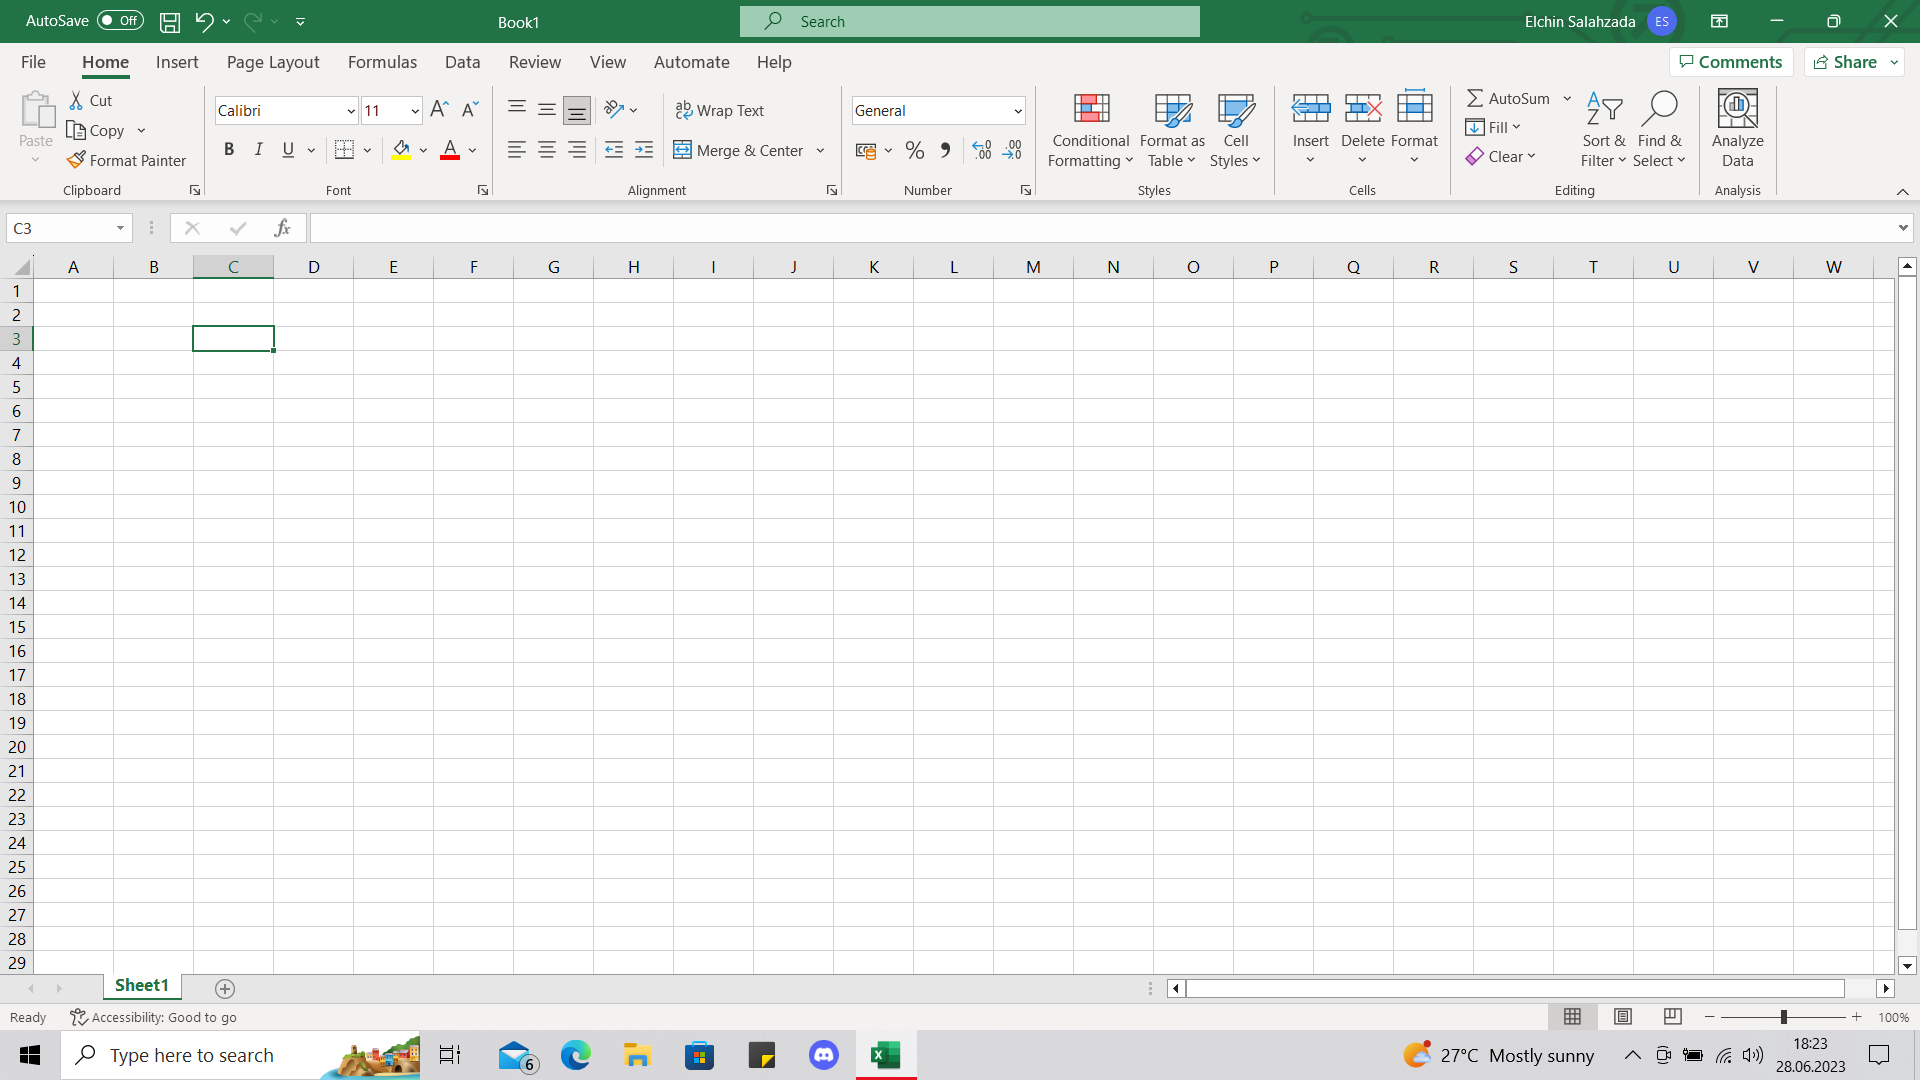 AutoSave Off Book1 Search Elchin Salahzada ES
File Home Insert Page Layout Formulas Data Review View Automate Help Comments Share
Paste Cut Copy Format Painter
Clipboard
Calibri 11
B I U A
Font
ab Wrap Text
Merge & Center
Alignment
General
% 9 .00 .00
Number
Conditional Formatting Format as Table Cell Styles
Styles
Insert Delete Format
Cells
AutoSum
Fill
Clear
Sort & Filter Find & Select
Editing
Analyze Data
Analysis
C3 fx
A B C D E F G H I J K L M N O P Q R S T U V W
1
2
3
4
5
6
7
8
9
10
11
12
13
14
15
16
17
18
19
20
21
22
23
24
25
26
27
28
29
Sheet1
Ready Accessibility: Good to go 100%
Type here to search 6 27°C Mostly sunny 18:23
28.06.2023